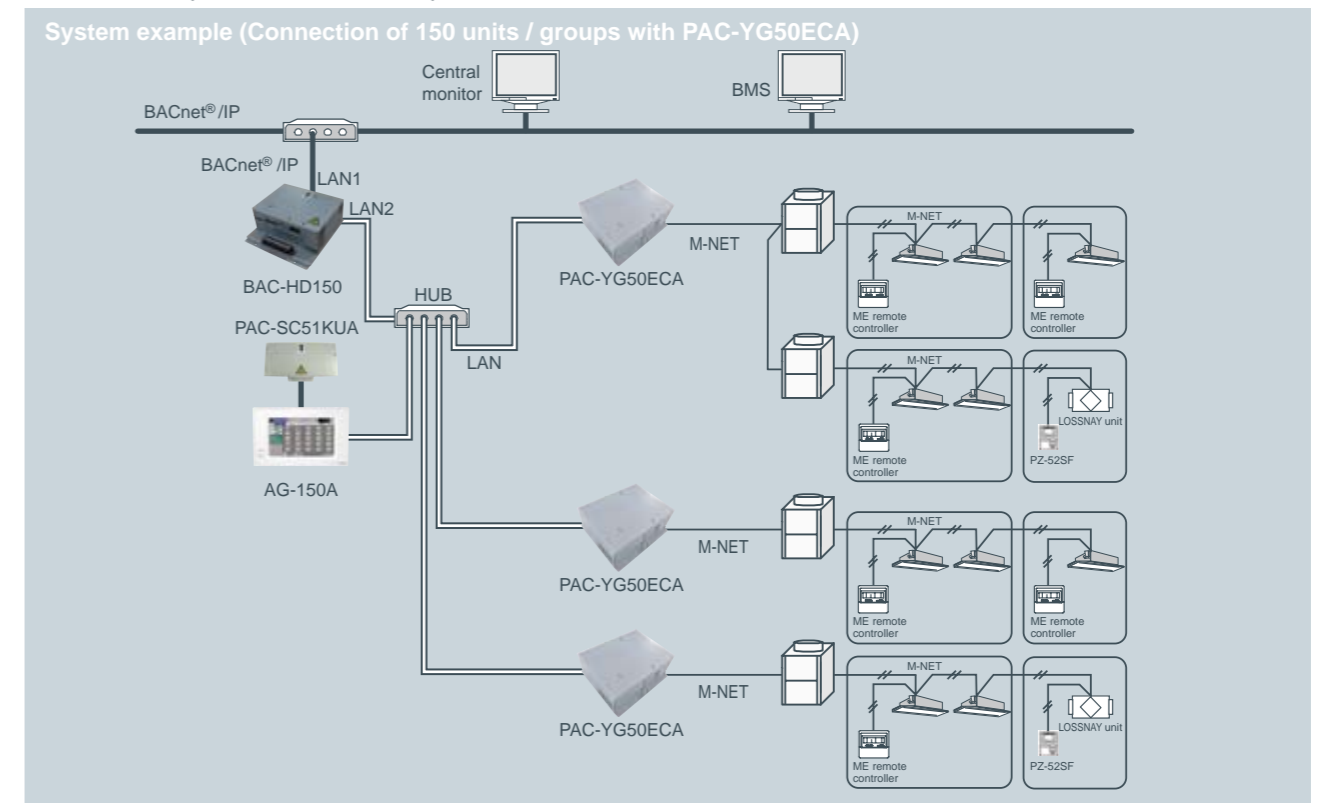 System example (Connection of 150 units / groups with PAC-YG50ECA)
Central
monitor
BMS
BACnet® /IP
BACnet® /IP
LAN1
LAN2
BAC-HD150
PAC-SC51KUA
HUB
LAN
AG-150A
PAC-YG50ECA
M-NET
M-NET
ME remote
controller
ME remote
controller
M-NET
ME remote
controller
LOSSNAY unit
PZ-52SF
PAC-YG50ECA
M-NET
M-NET
ME remote
controller
ME remote
controller
PAC-YG50ECA
M-NET
M-NET
ME remote
controller
LOSSNAY unit
PZ-52SF